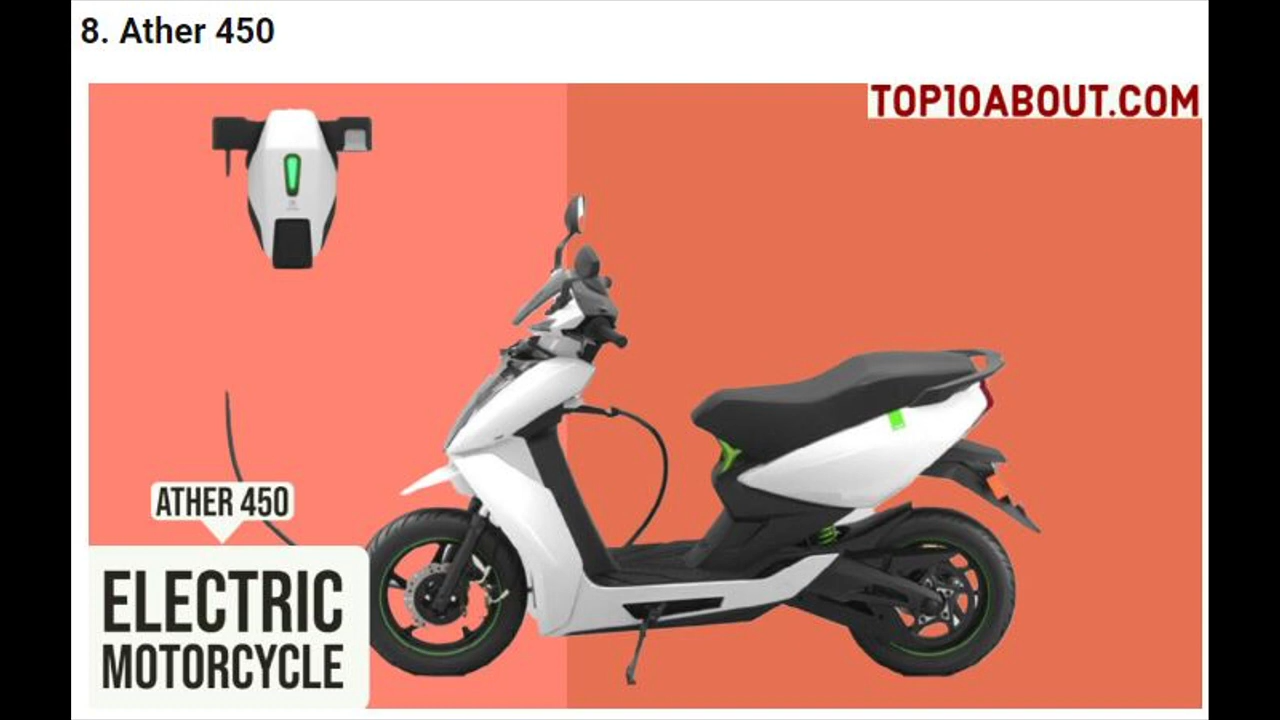 8. Ather 450
TOP10ABOUT.COM
ATHER 450
ELECTRIC
MOTORCYCLE